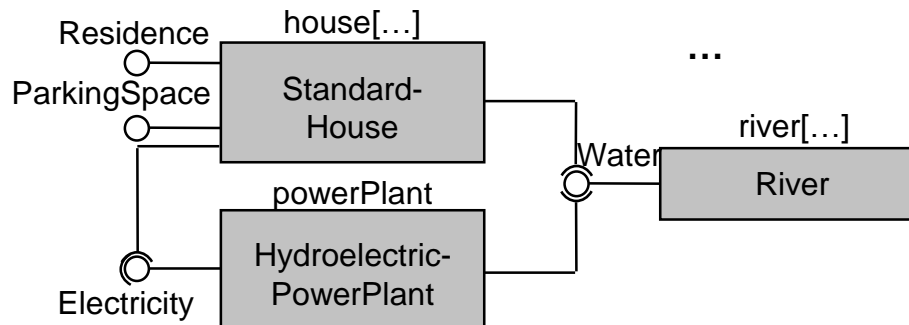 Residence
house[…]
…
ParkingSpace
Standard-
House
river[…]
Water
River
powerPlant
Hydroelectric-
PowerPlant
Electricity